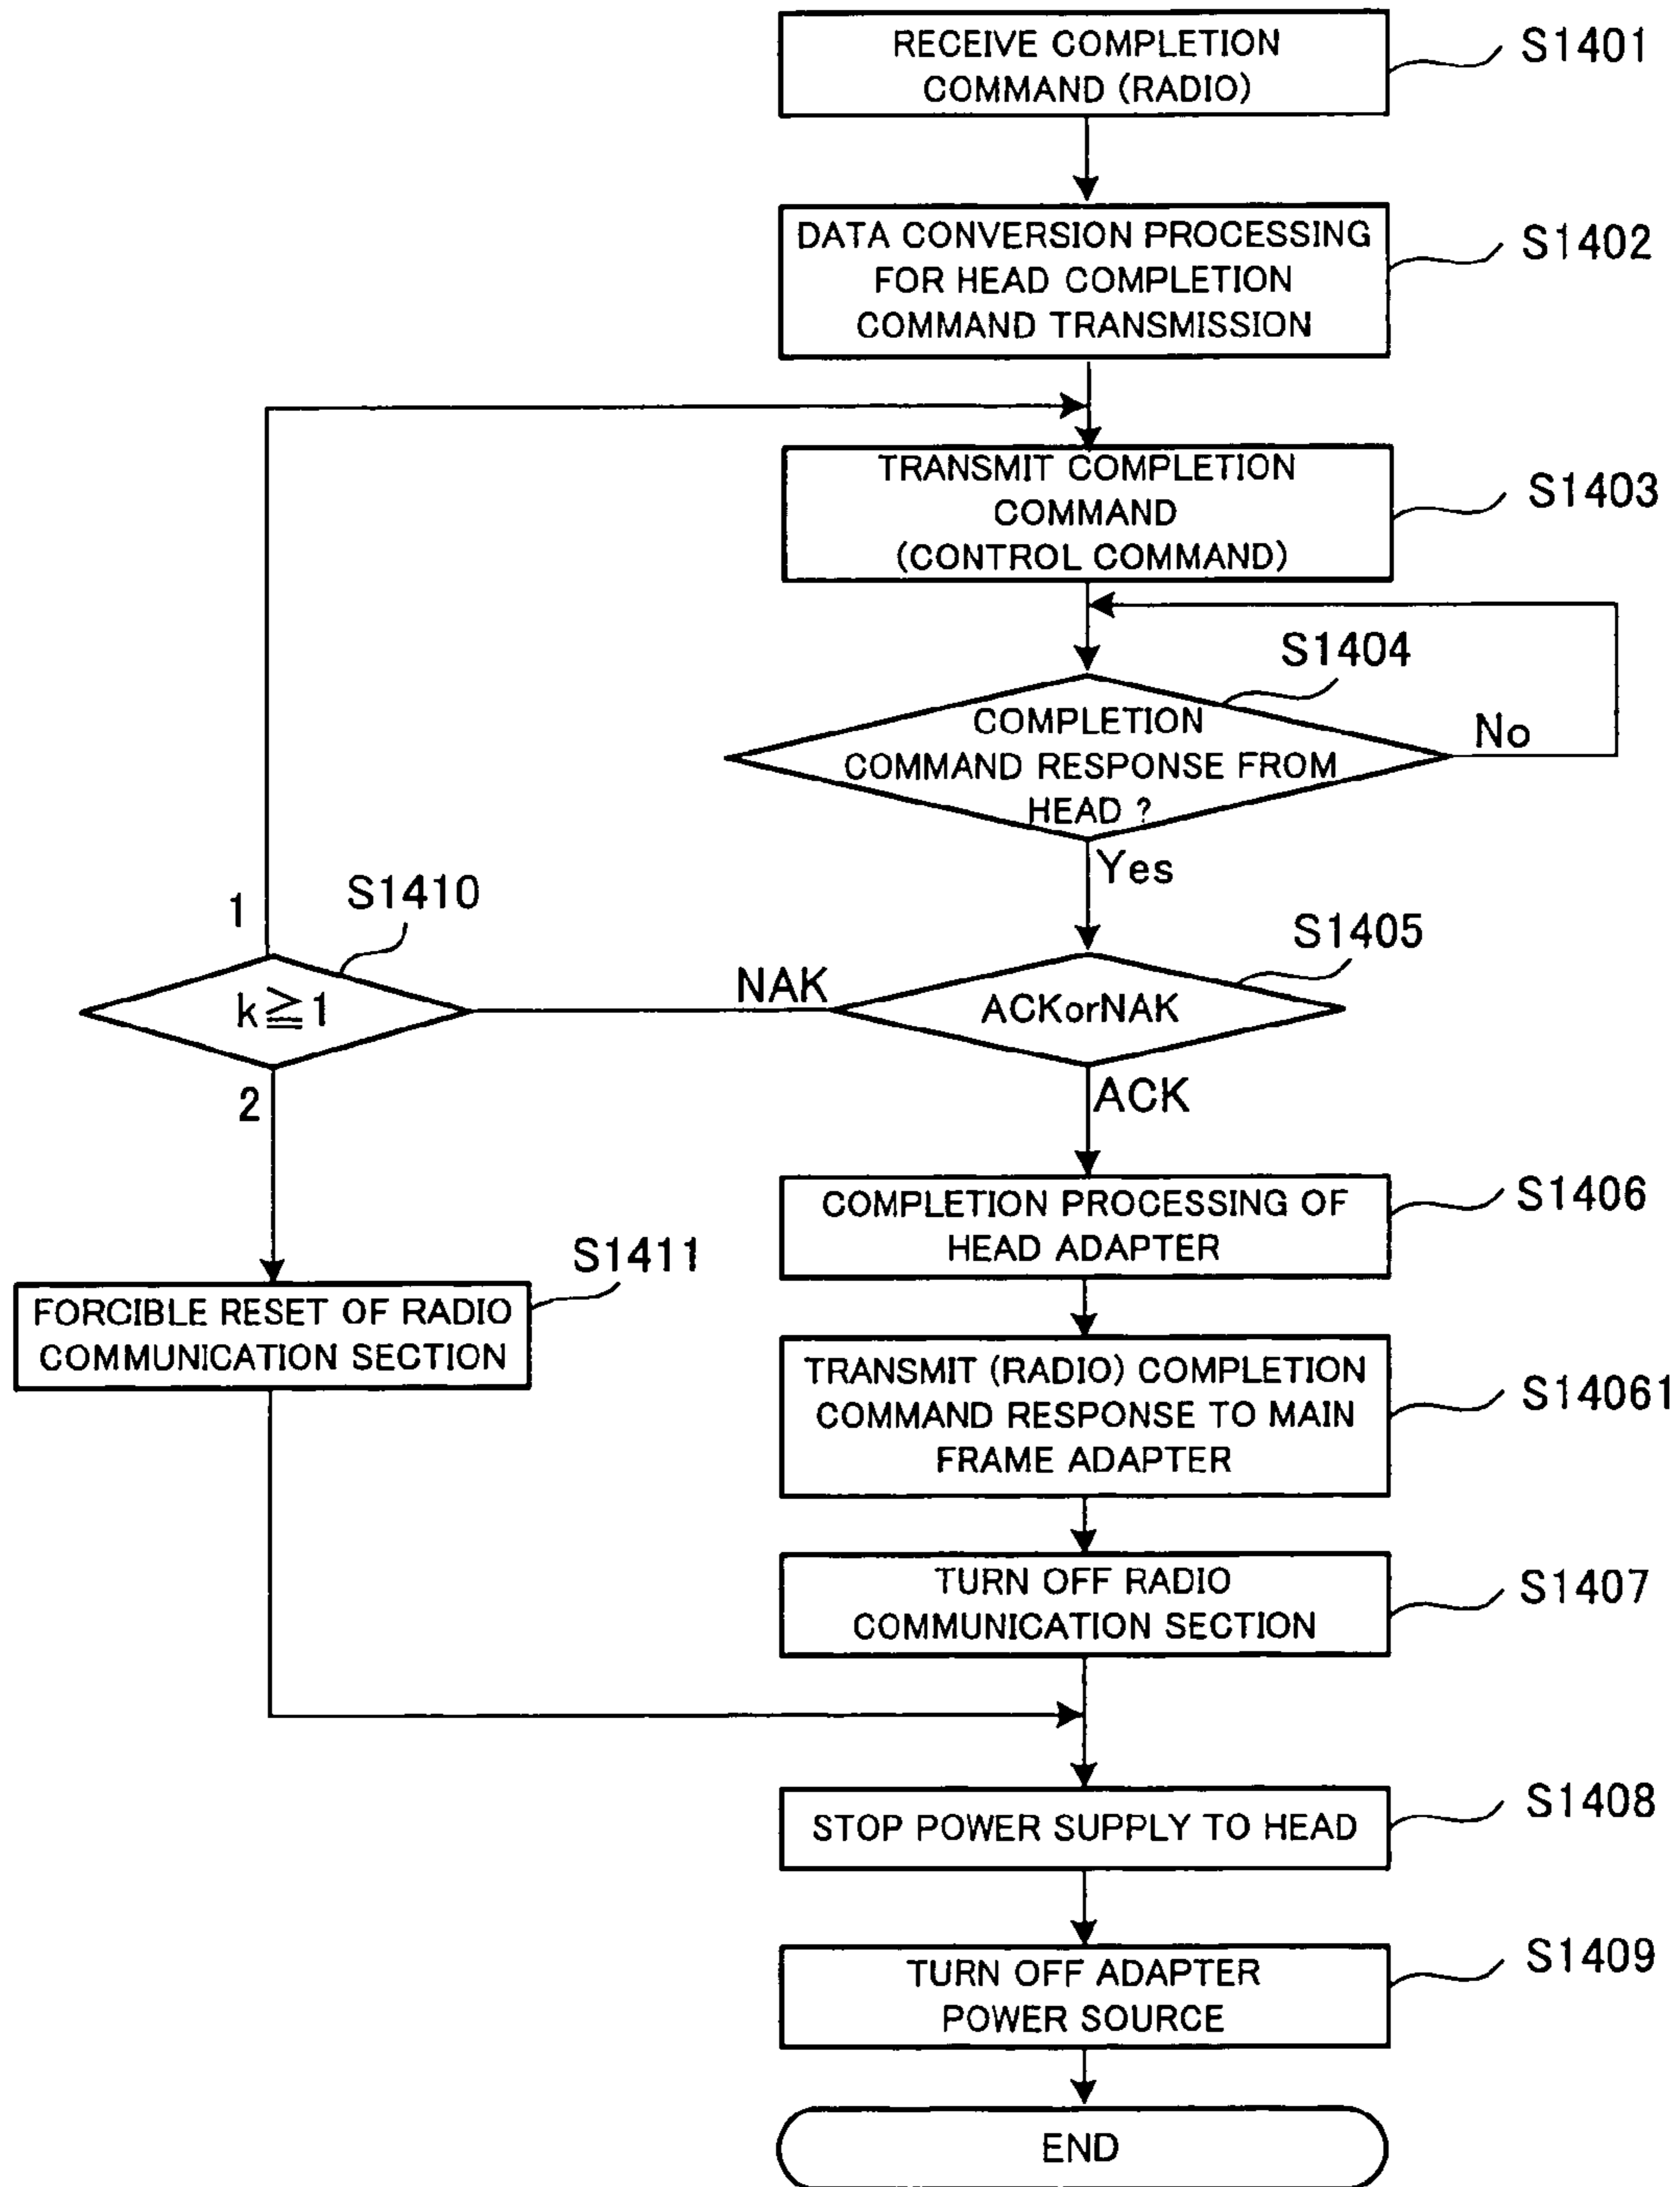 RECEIVE COMPLETION
COMMAND (RADIO)
S1401
DATA CONVERSION PROCESSING
FOR HEAD COMPLETION
COMMAND TRANSMISSION
S1402
TRANSMIT COMPLETION
COMMAND
(CONTROL COMMAND)
S1403
S1404
COMPLETION
COMMAND RESPONSE FROM
HEAD ?
No
Yes
S1405
ACKorNAK
NAK
ACK
S1410
1
k≧1
2
S1411
FORCIBLE RESET OF RADIO
COMMUNICATION SECTION
COMPLETION PROCESSING OF
HEAD ADAPTER
S1406
TRANSMIT (RADIO) COMPLETION
COMMAND RESPONSE TO MAIN
FRAME ADAPTER
S14061
TURN OFF RADIO
COMMUNICATION SECTION
S1407
STOP POWER SUPPLY TO HEAD
S1408
TURN OFF ADAPTER
POWER SOURCE
S1409
END